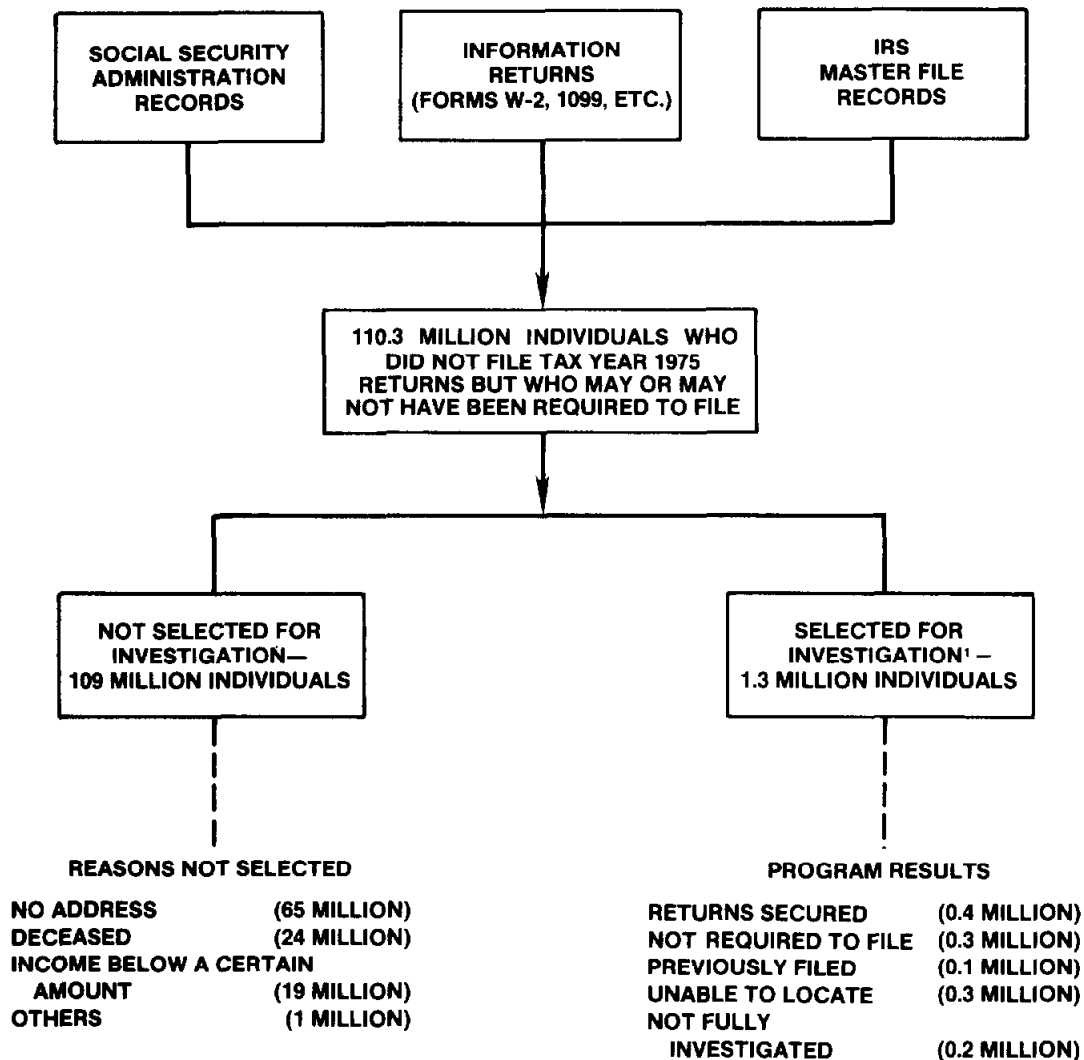 SOCIAL SECURITY
ADMINISTRATION
RECORDS
INFORMATION
RETURNS
(FORMS W-2, 1099, ETC.)
IRS
MASTER FILE
RECORDS
110.3 MILLION INDIVIDUALS WHO
DID NOT FILE TAX YEAR 1975
RETURNS BUT WHO MAY OR MAY
NOT HAVE BEEN REQUIRED TO FILE
NOT SELECTED FOR
INVESTIGATION—
109 MILLION INDIVIDUALS
SELECTED FOR
INVESTIGATION¹ —
1.3 MILLION INDIVIDUALS
REASONS NOT SELECTED
NO ADDRESS (65 MILLION)
DECEASED (24 MILLION)
INCOME BELOW A CERTAIN
AMOUNT (19 MILLION)
OTHERS (1 MILLION)
PROGRAM RESULTS
RETURNS SECURED (0.4 MILLION)
NOT REQUIRED TO FILE (0.3 MILLION)
PREVIOUSLY FILED (0.1 MILLION)
UNABLE TO LOCATE (0.3 MILLION)
NOT FULLY
INVESTIGATED (0.2 MILLION)